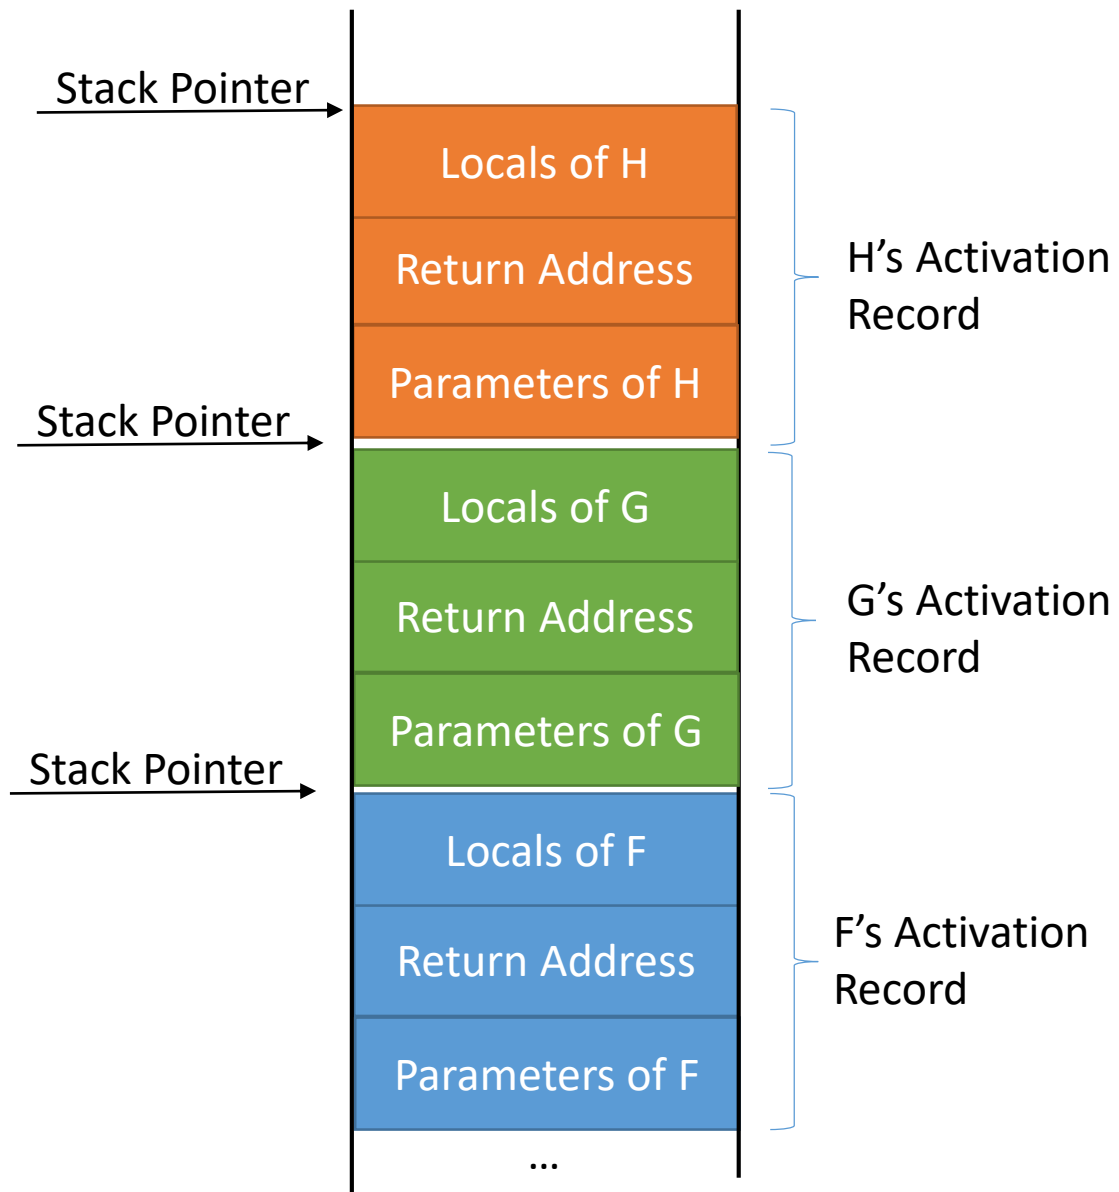 Stack Pointer
Locals of H
Return Address
Parameters of H
H’s Activation
Record
Stack Pointer
Locals of G
Return Address
Parameters of G
G’s Activation
Record
Stack Pointer
Locals of F
Return Address
Parameters of F
F’s Activation
Record
...